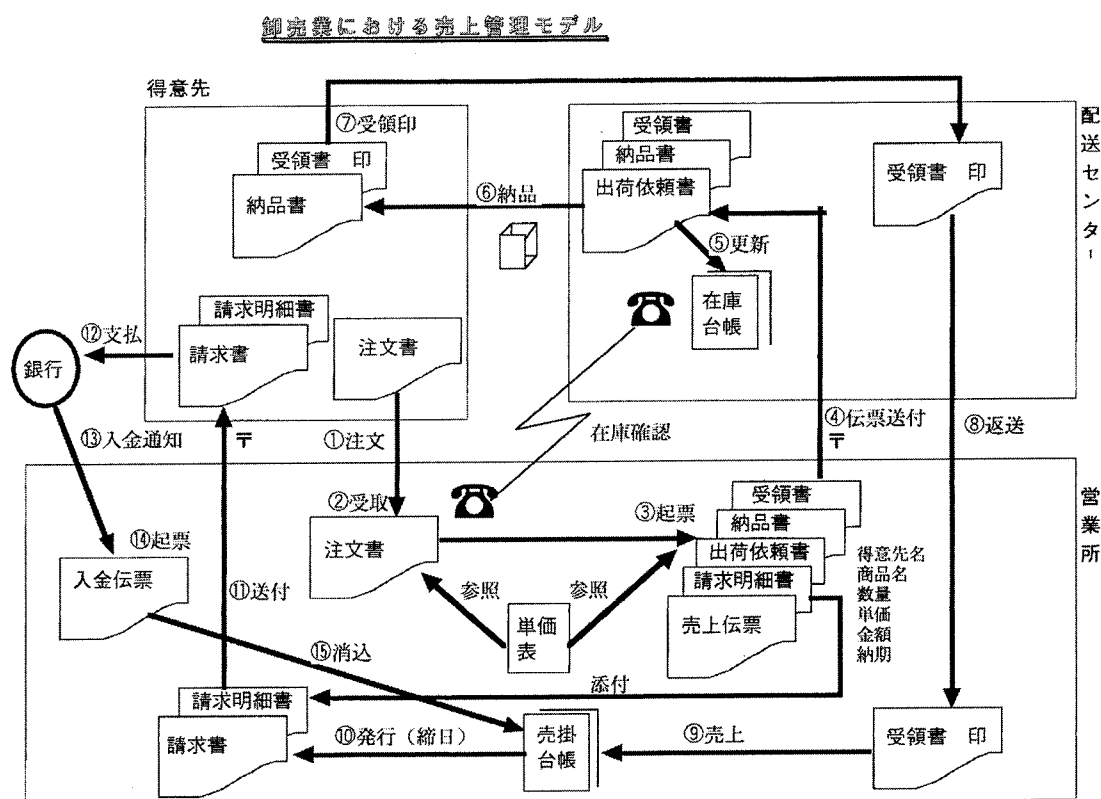 卸売業における売上管理モデル
得意先
⑦受領印
受領書 印
納品書
請求明細書
請求書
注文書
⑫支払
銀行
⑬入金通知
〒
①注文
⑥納品
受領書
納品書
出荷依頼書
⑤更新
在庫
台帳
受領書 印
配送センター
在庫確認
④伝票送付
〒
⑧返送
営業所
②受取
注文書
③起票
受領書
納品書
出荷依頼書
請求明細書
売上伝票
得意先名
商品名
数量
単価
金額
納期
参照
参照
単価
表
⑭起票
入金伝票
⑪送付
⑮消込
添付
請求明細書
請求書
⑩発行（締日）
売掛
台帳
⑨売上
受領書 印